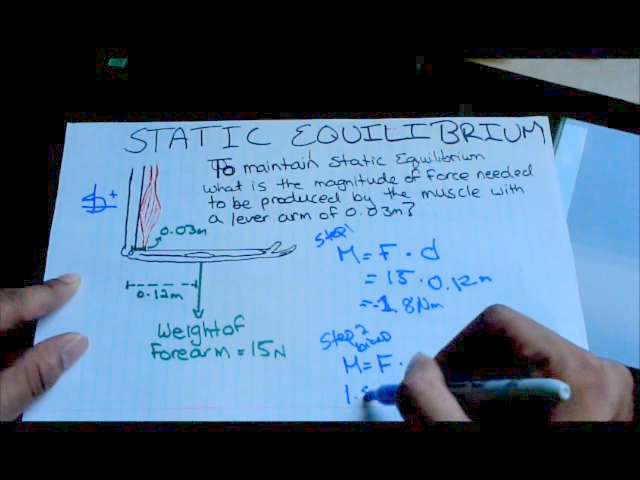 STATIC EQUILIBRIUM
To maintain Static Equilibrium
what is the magnitude of force needed
to be produced by the muscle with
a lever arm of 0.03m?
+
0.03m
0.12m
Weight of
Forearm = 15N
Step 1
M = F · d
= 15 · 0.12m
= -1.8Nm
Step 2
M = F ·
1.8